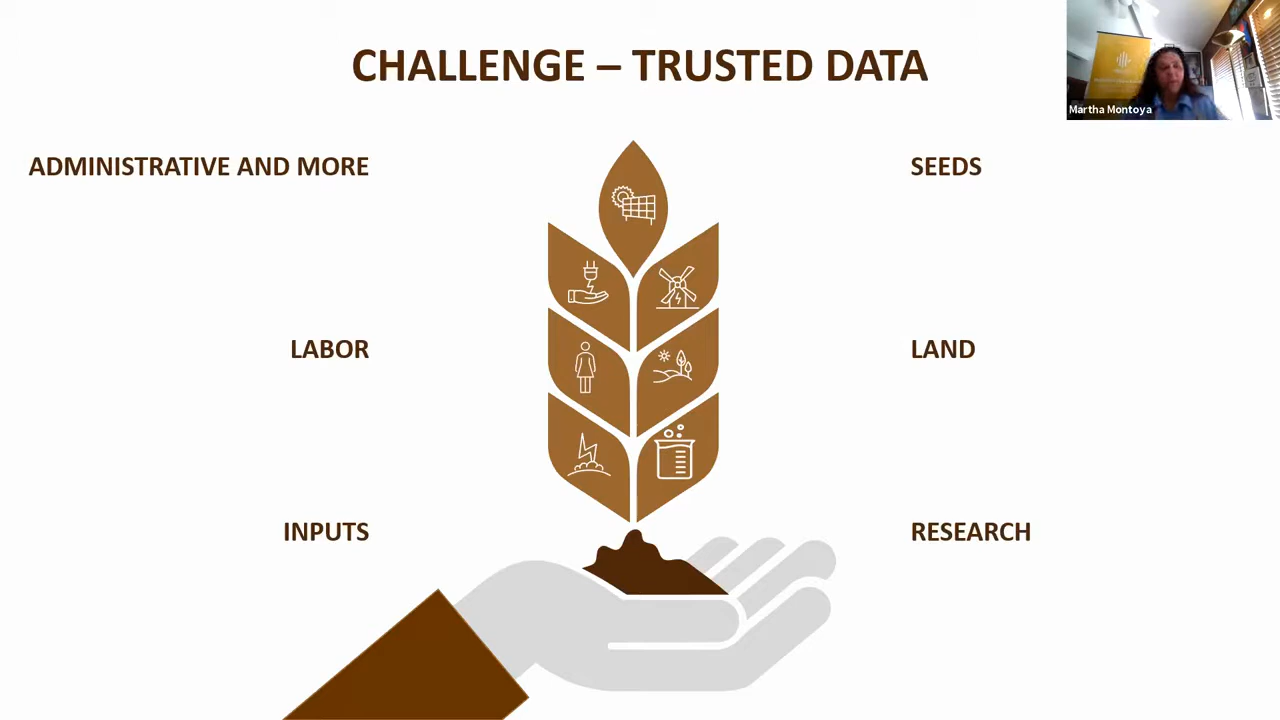 CHALLENGE – TRUSTED DATA
Martha Montoya
ADMINISTRATIVE AND MORE
SEEDS
LABOR
LAND
INPUTS
RESEARCH